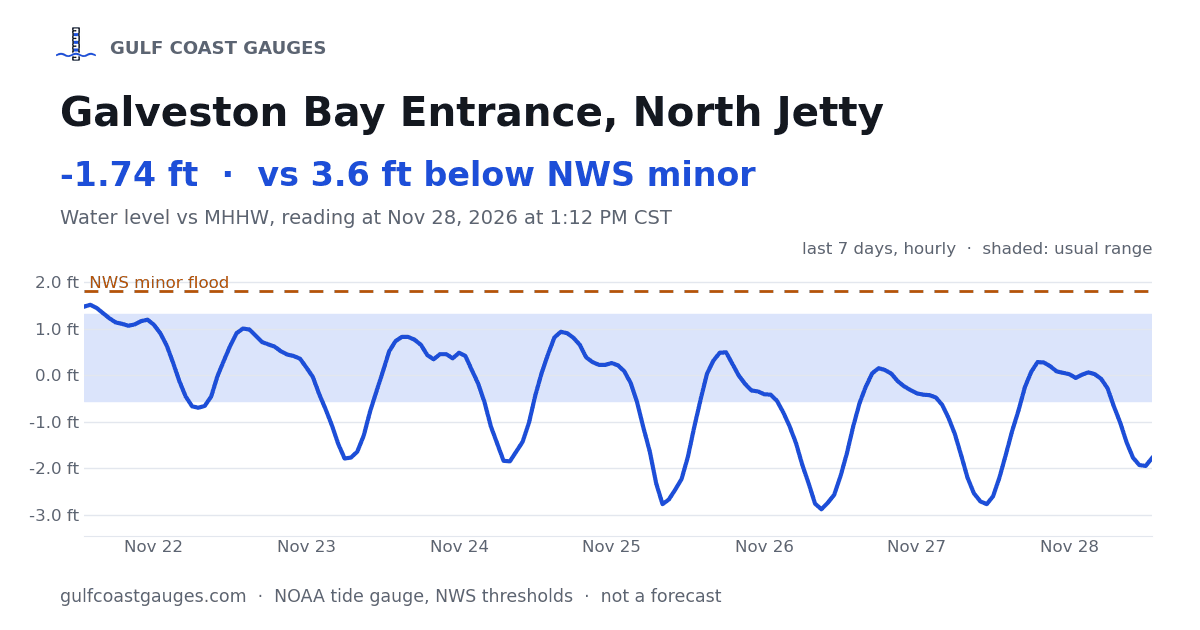 GULF COAST GAUGES
Galveston Bay Entrance, North Jetty
-1.74 ft · vs 3.6 ft below NWS minor
Water level vs MHHW, reading at Nov 28, 2026 at 1:12 PM CST
last 7 days, hourly · shaded: usual range
2.0 ft
NWS minor flood
1.0 ft
0.0 ft
-1.0 ft
-2.0 ft
-3.0 ft
Nov 22 Nov 23 Nov 24 Nov 25 Nov 26 Nov 27 Nov 28
gulfcoastgauges.com · NOAA tide gauge, NWS thresholds · not a forecast